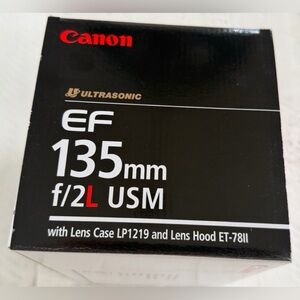 Canon
ULTRASONIC
EF
135mm
f/2L USM
with Lens Case LP1219 and Lens Hood ET-78II